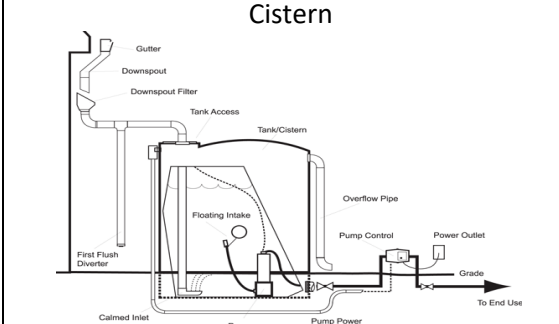 Cistern
Gutter
Downspout
Downspout Filter
Tank Access
Tank/Cistern
Floating Intake
Overflow Pipe
Pump Control
Power Outlet
First Flush
Diverter
Grade
To End Use
Calmed Inlet
Pump Power